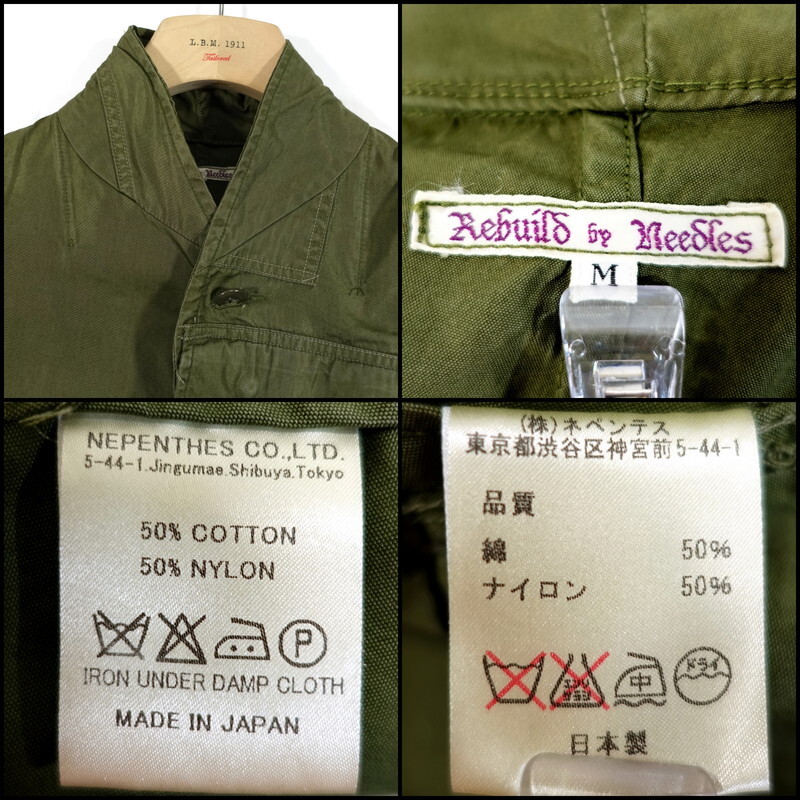 L.B.M. 1911
Tailored
Needles
Rebuild by Needles
M
NEPENTHES CO.,LTD.
5-44-1.Jingumae.Shibuya.Tokyo
50% COTTON
50% NYLON
P
IRON UNDER DAMP CLOTH
MADE IN JAPAN
(株)ネペンテス
東京都渋谷区神宮前5-44-1
品質
綿 50%
ナイロン 50%
中 ドライ
日本製